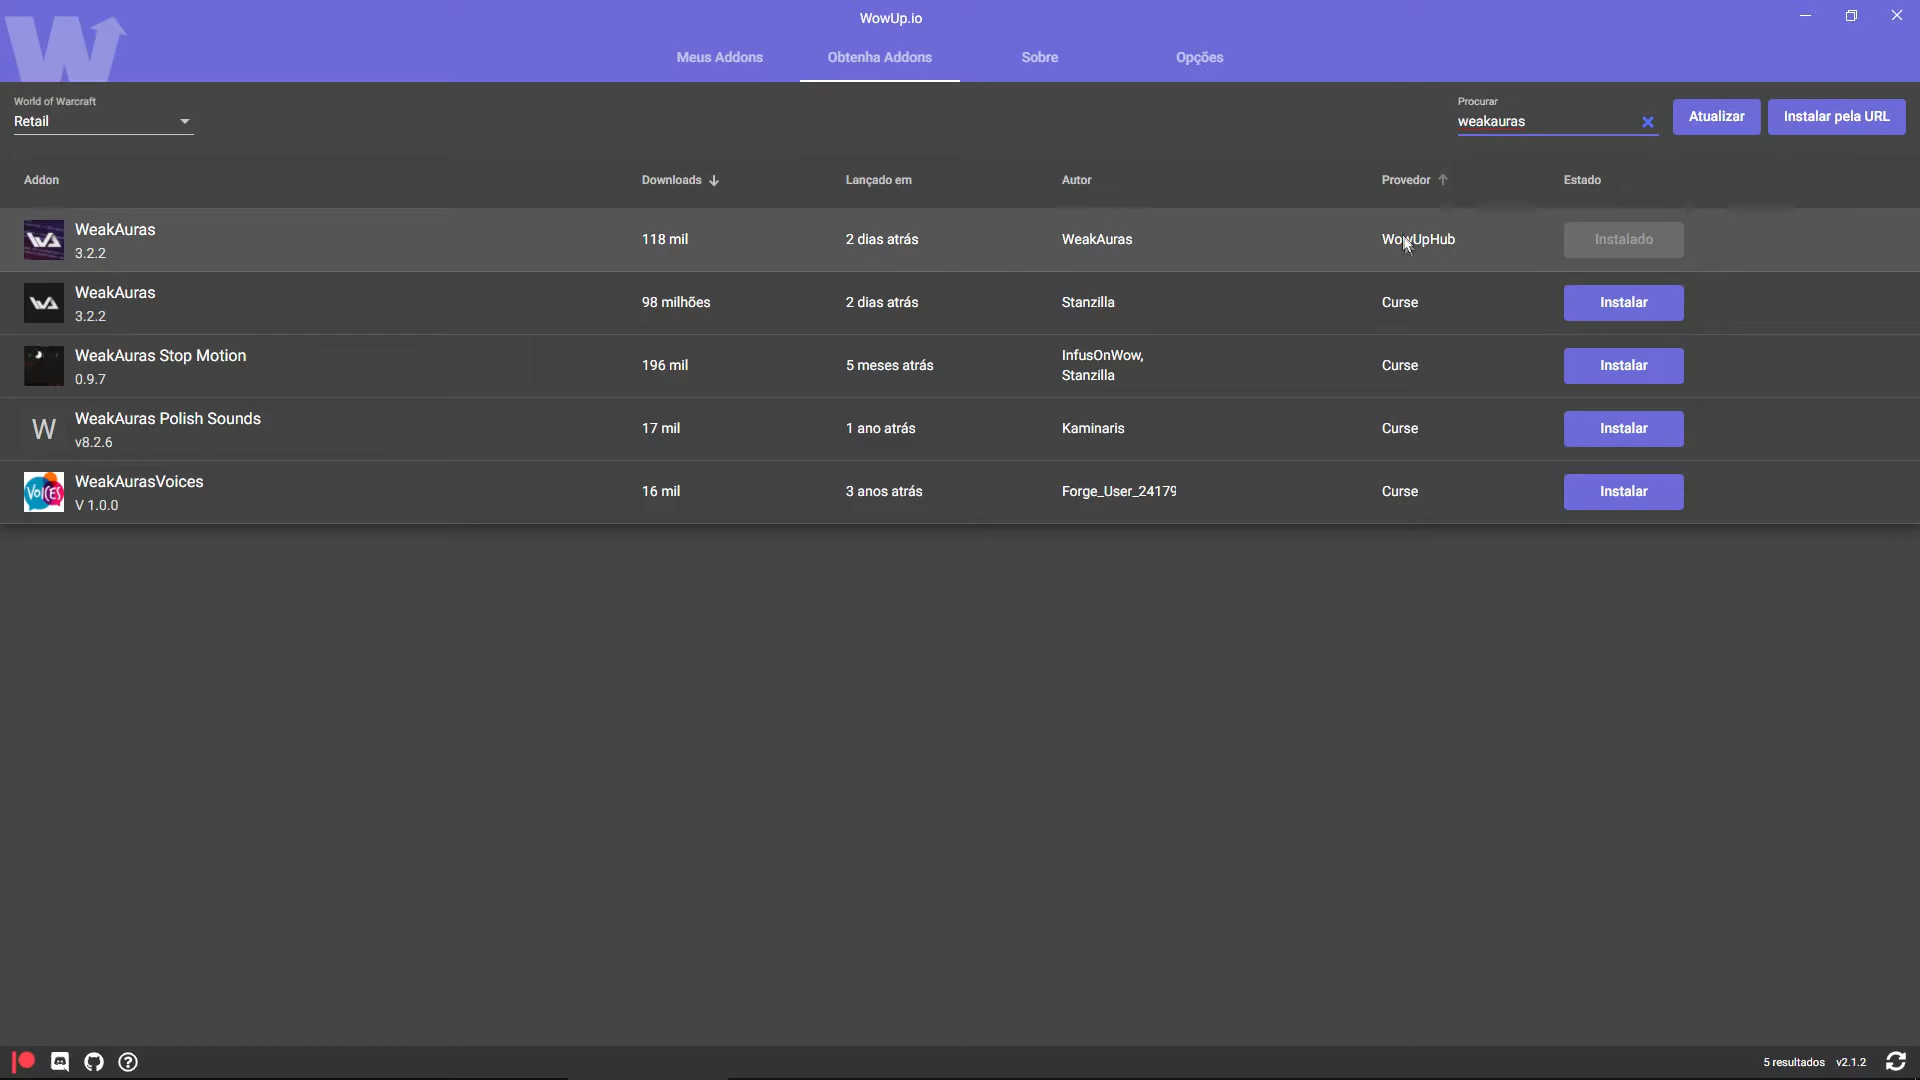 WowUp.io
Meus Addons
Obtenha Addons
Sobre
Opções
World of Warcraft
Retail
Procurar
weakauras
Atualizar
Instalar pela URL
Addon
Downloads
Lançado em
Autor
Provedor
Estado
WeakAuras
3.2.2
118 mil
2 dias atrás
WeakAuras
WowUpHub
Instalado
WeakAuras
3.2.2
98 milhões
2 dias atrás
Stanzilla
Curse
Instalar
WeakAuras Stop Motion
0.9.7
196 mil
5 meses atrás
InfusOnWow,
Stanzilla
Curse
Instalar
W
WeakAuras Polish Sounds
v8.2.6
17 mil
1 ano atrás
Kaminaris
Curse
Instalar
VOICES
WeakAurasVoices
V 1.0.0
16 mil
3 anos atrás
Forge_User_24179
Curse
Instalar
5 resultados
v2.1.2